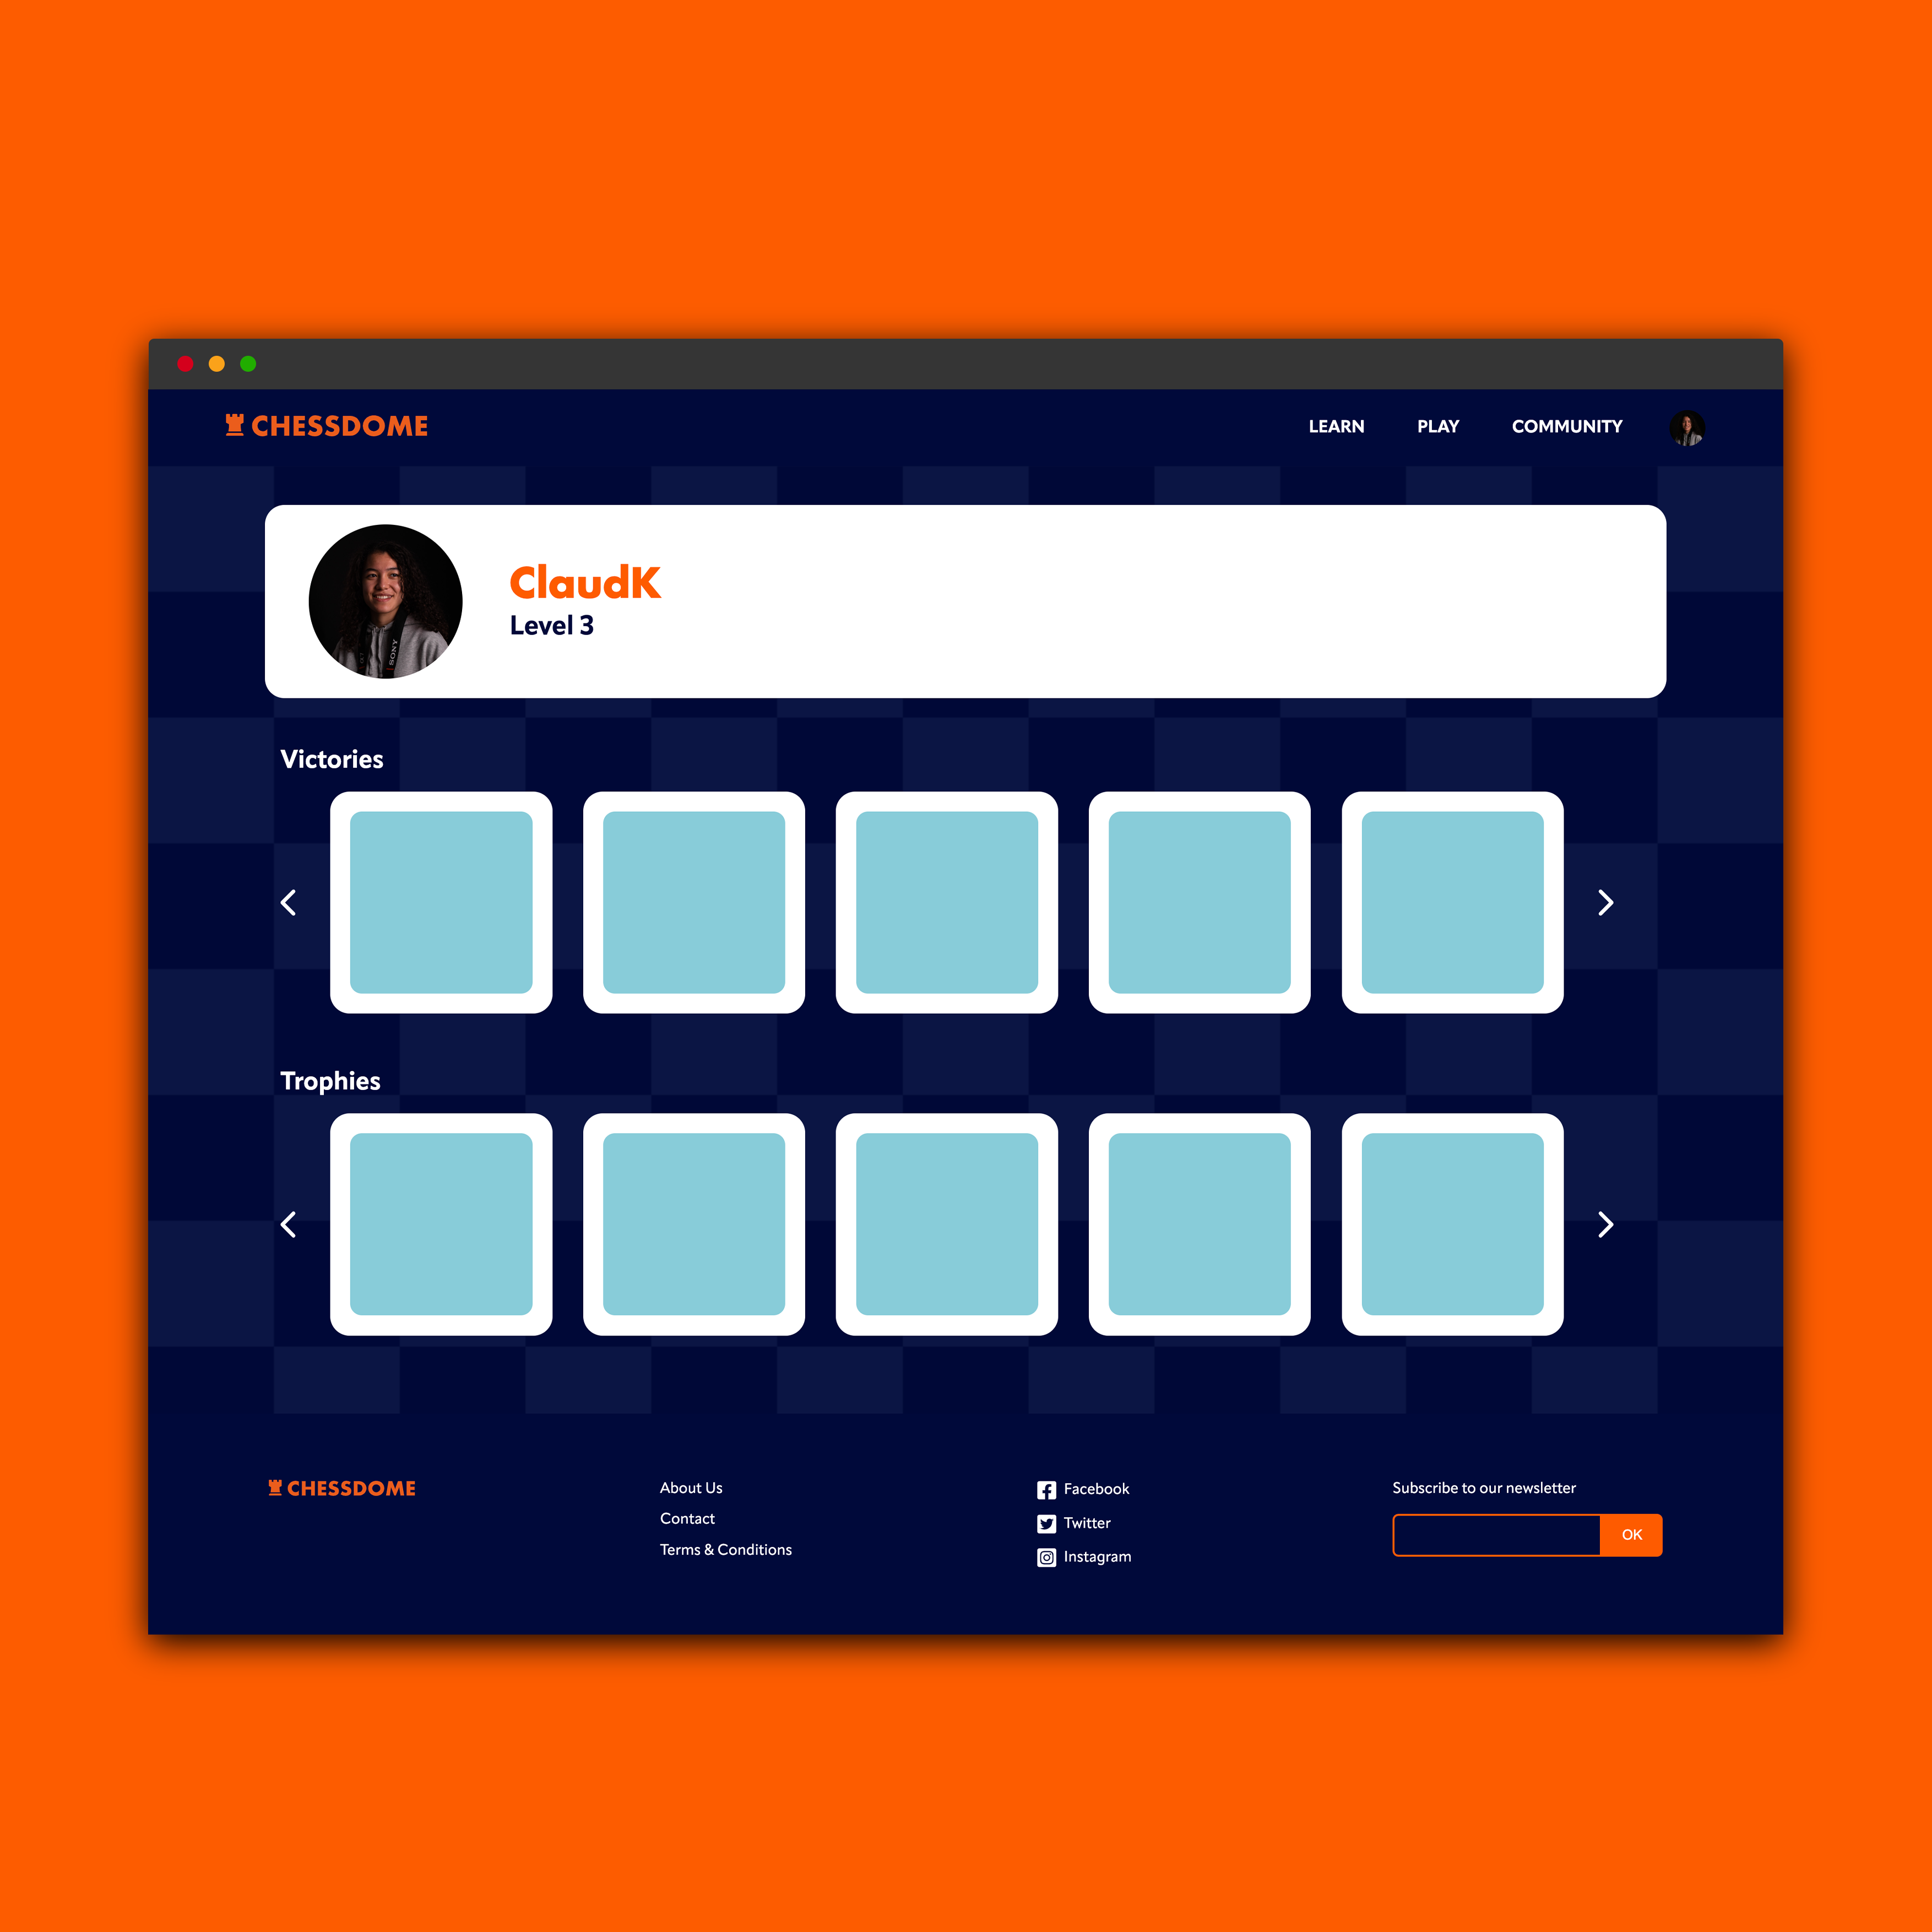 CHESSDOME
LEARN PLAY COMMUNITY
ClaudK
Level 3
SONY
Victories
Trophies
CHESSDOME
About Us
Contact
Terms & Conditions
Facebook
Twitter
Instagram
Subscribe to our newsletter
OK